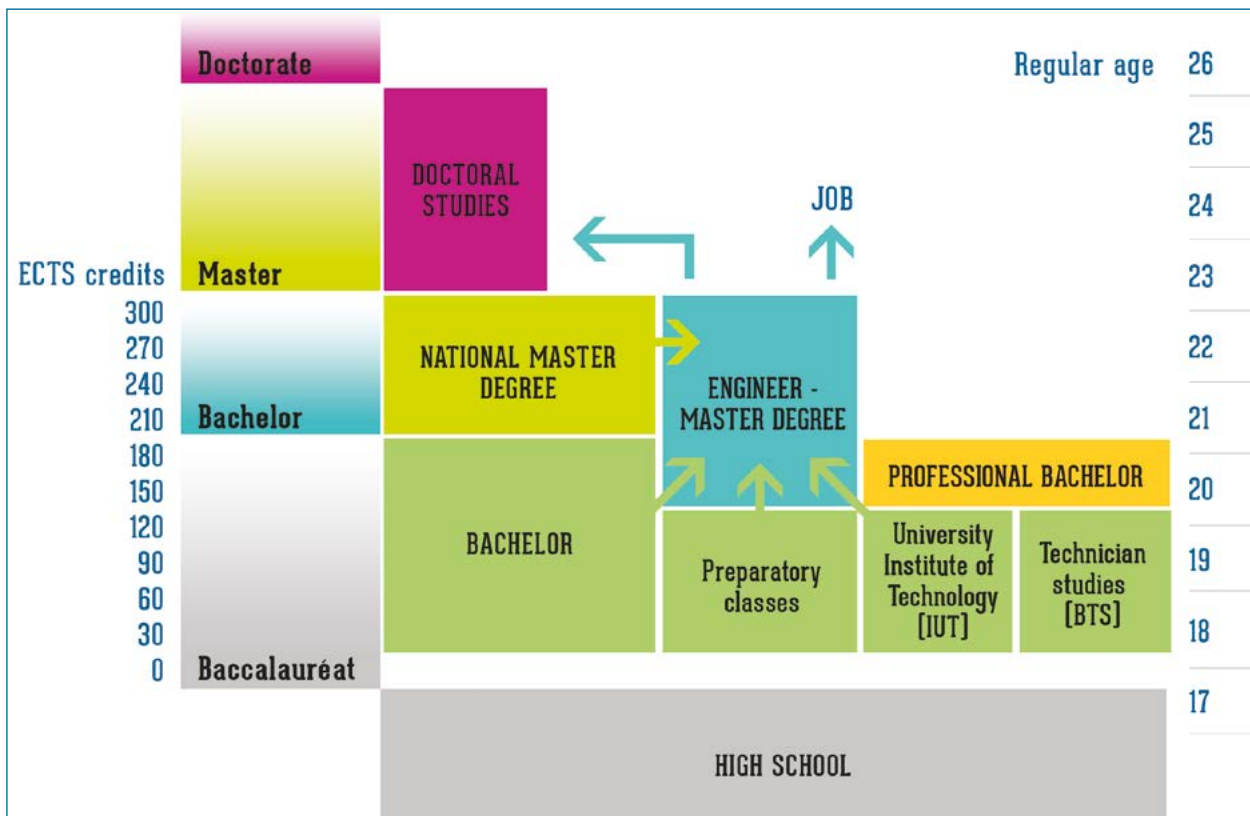 Doctorate
Regular age
26
25
DOCTORAL
STUDIES
JOB
24
ECTS credits
Master
23
300
270
240
210
NATIONAL MASTER
DEGREE
22
ENGINEER -
MASTER DEGREE
Bachelor
21
180
150
120
90
60
30
0
PROFESSIONAL BACHELOR
20
BACHELOR
Preparatory
classes
University
Institute of
Technology
[IUT]
Technician
studies
[BTS]
19
18
Baccalauréat
17
HIGH SCHOOL